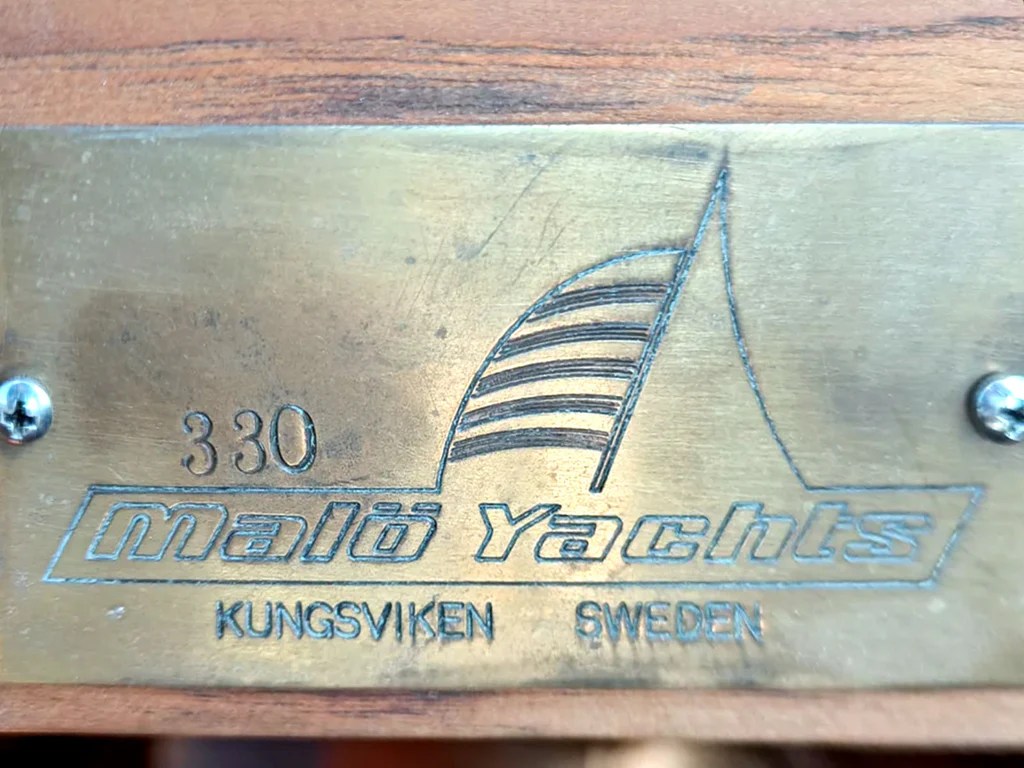 330
Malö Yachts
KUNGSVIKEN SWEDEN